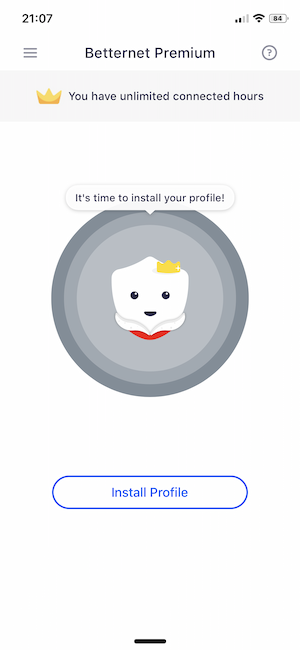 21:07
84
Betternet Premium
?
You have unlimited connected hours
It's time to install your profile!
Install Profile